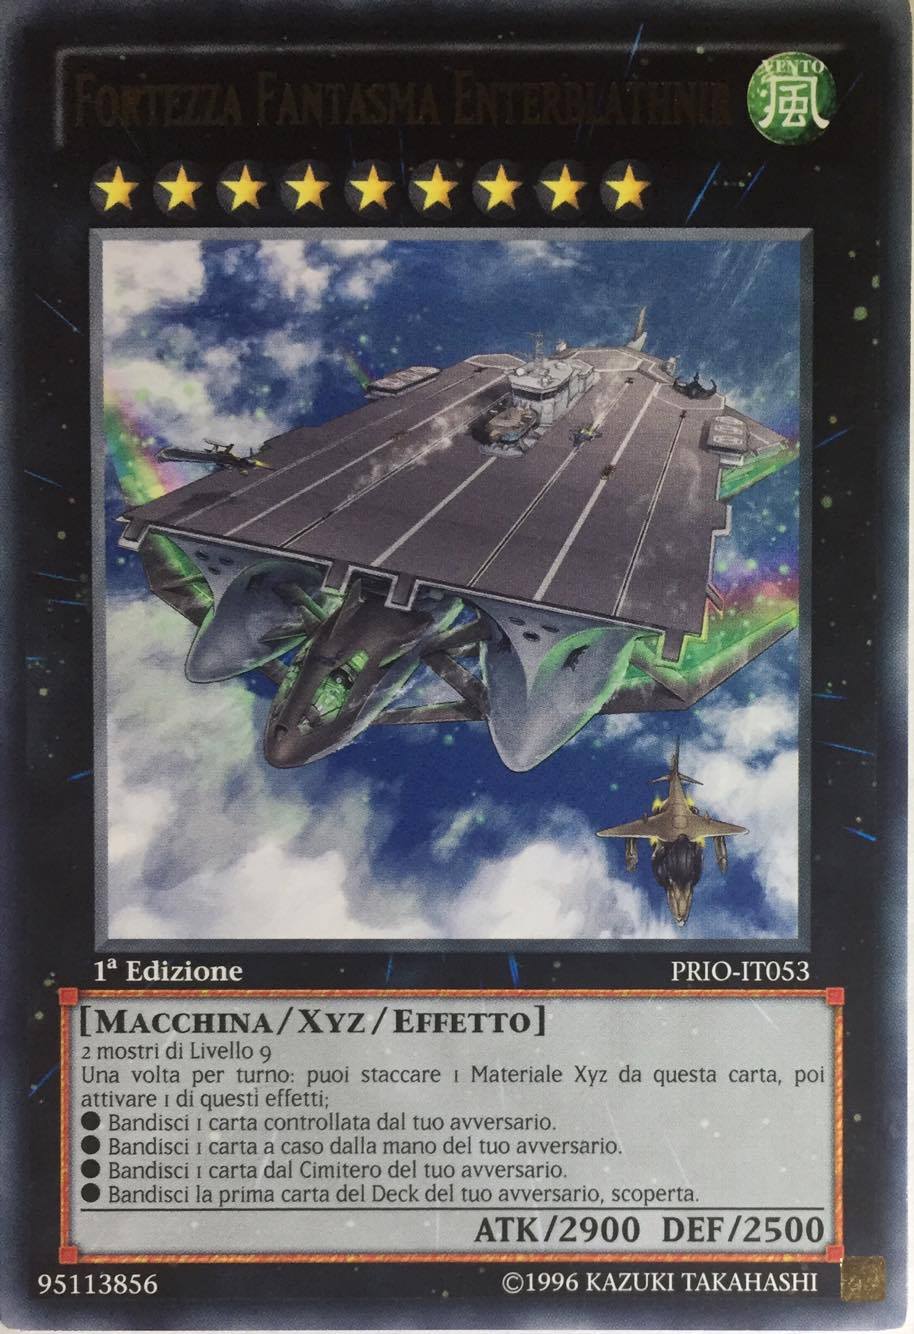 FORTEZZA FANTASMA ENTERBLATHNIR
VENTO
風
1ª Edizione
PRIO-IT053
[MACCHINA/XYZ/EFFETTO]
2 mostri di Livello 9
Una volta per turno: puoi staccare 1 Materiale Xyz da questa carta, poi
attivare 1 di questi effetti;
● Bandisci 1 carta controllata dal tuo avversario.
● Bandisci 1 carta a caso dalla mano del tuo avversario.
● Bandisci 1 carta dal Cimitero del tuo avversario.
● Bandisci la prima carta del Deck del tuo avversario, scoperta.
ATK/2900 DEF/2500
95113856
©1996 KAZUKI TAKAHASHI